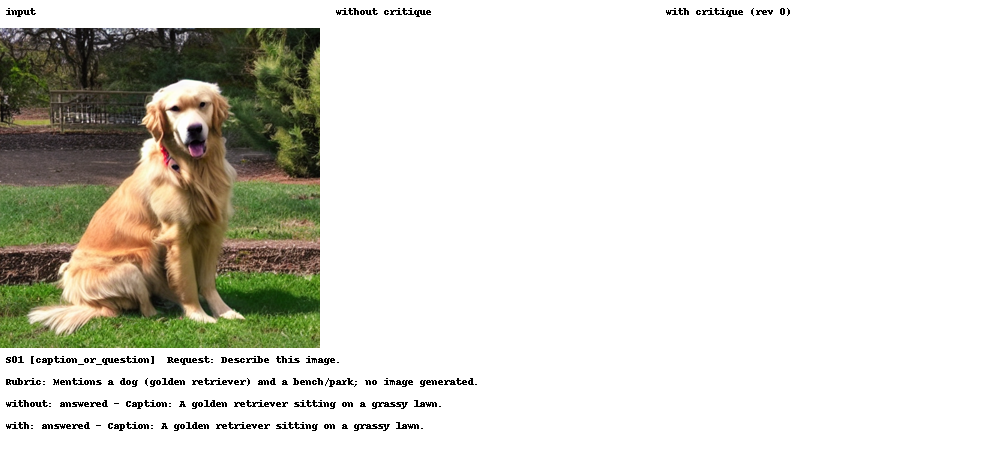 input
without critique
with critique (rev 0)
S01 [caption_or_question]  Request: Describe this image.
Rubric: Mentions a dog (golden retriever) and a bench/park; no image generated.
without: answered - Caption: A golden retriever sitting on a grassy lawn.
with: answered - Caption: A golden retriever sitting on a grassy lawn.